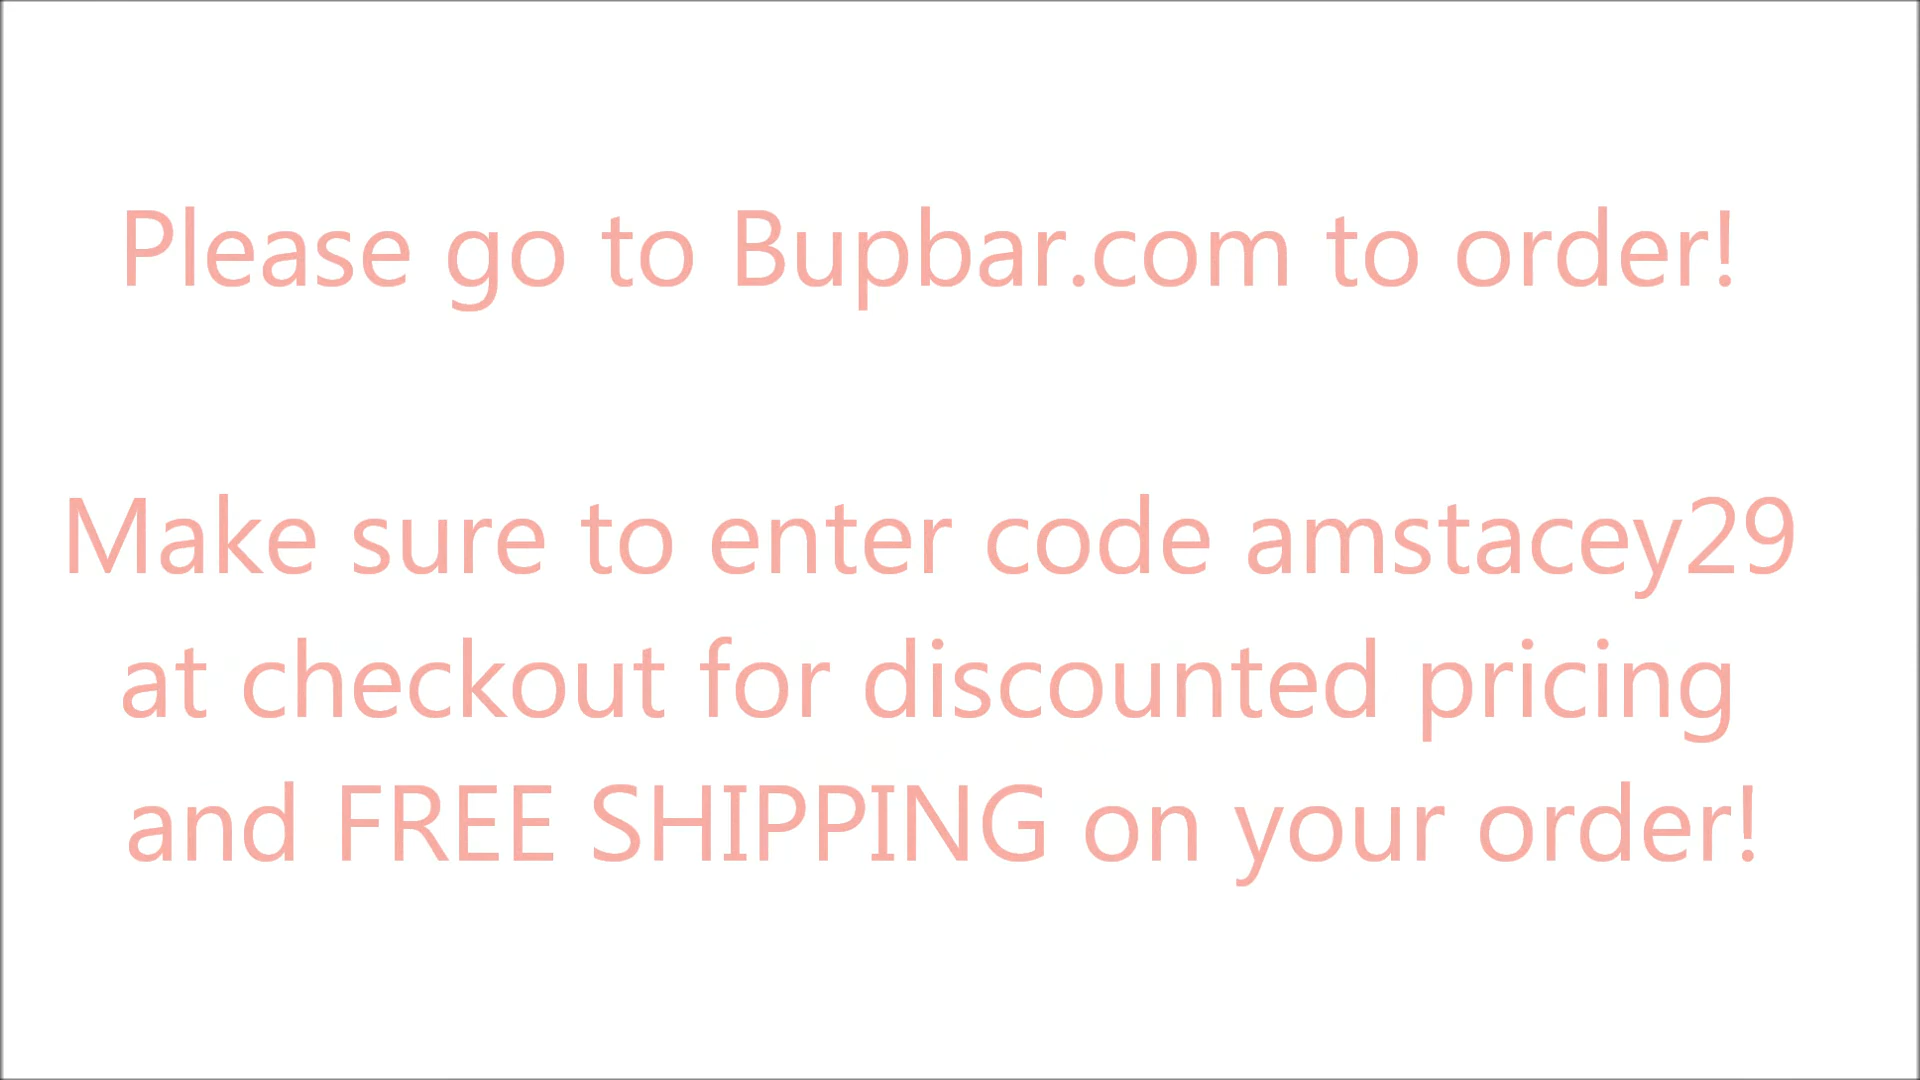 Please go to Bupbar.com to order!
Make sure to enter code amstacey29
at checkout for discounted pricing
and FREE SHIPPING on your order!